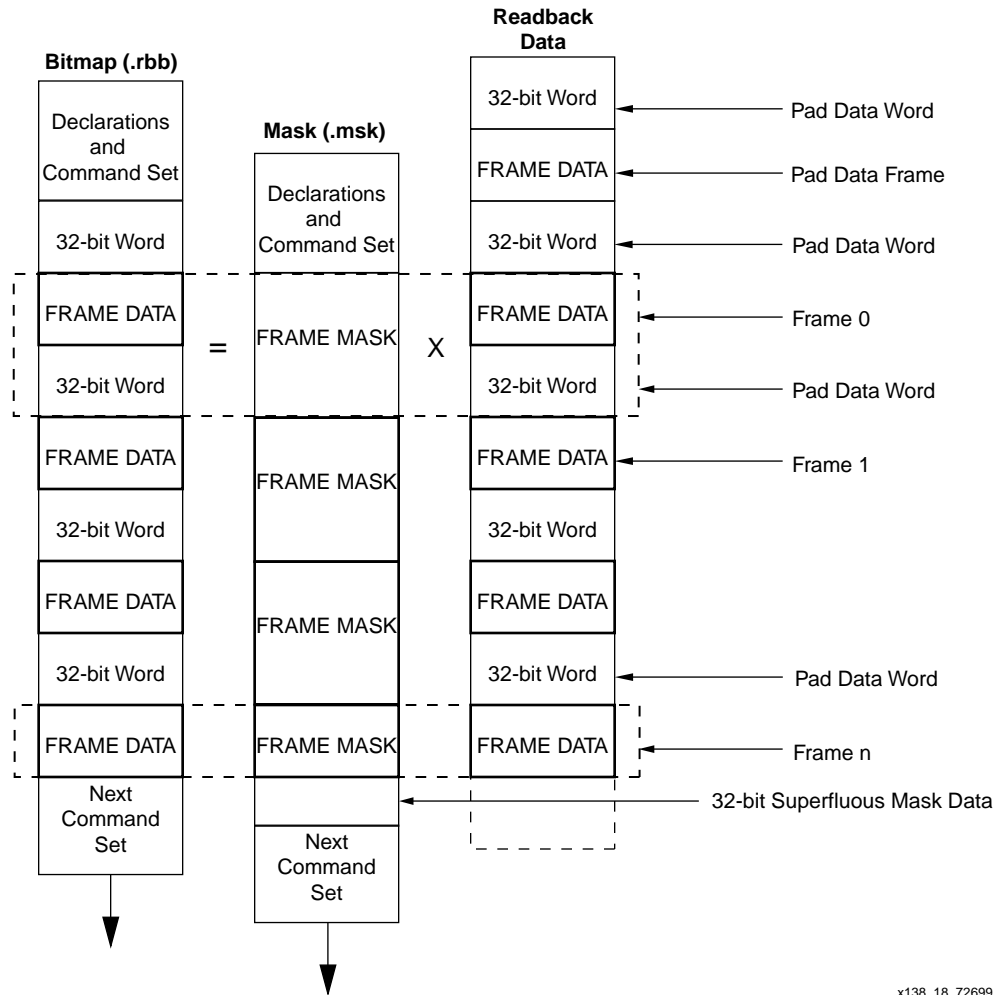 Readback
Data
Bitmap (.rbb)
32-bit Word
Pad Data Word
Declarations
and
Command Set
Mask (.msk)
FRAME DATA
Pad Data Frame
Declarations
and
Command Set
32-bit Word
32-bit Word
Pad Data Word
FRAME DATA
=
FRAME MASK
X
FRAME DATA
Frame 0
32-bit Word
32-bit Word
Pad Data Word
FRAME DATA
FRAME MASK
FRAME DATA
Frame 1
32-bit Word
32-bit Word
FRAME DATA
FRAME MASK
FRAME DATA
32-bit Word
32-bit Word
Pad Data Word
FRAME DATA
FRAME MASK
FRAME DATA
Frame n
Next
Command
Set
32-bit Superfluous Mask Data
Next
Command
Set
x138_18_72699